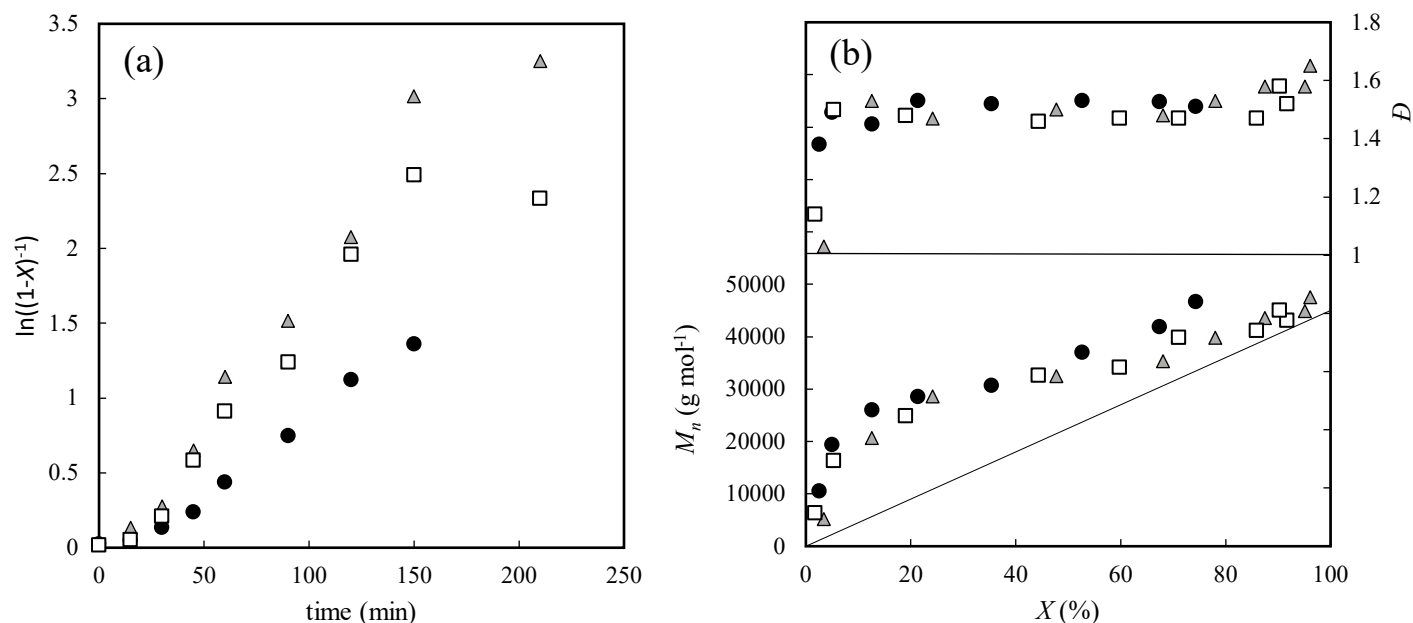 (a)
3.5
3
2.5
2
1.5
1
0.5
0
ln((1-X)⁻¹)
0 50 100 150 200 250
time (min)
(b)
1.8
1.6
1.4
1.2
1
Đ
50000
40000
30000
20000
10000
0
Mₙ (g mol⁻¹)
0 20 40 60 80 100
X (%)